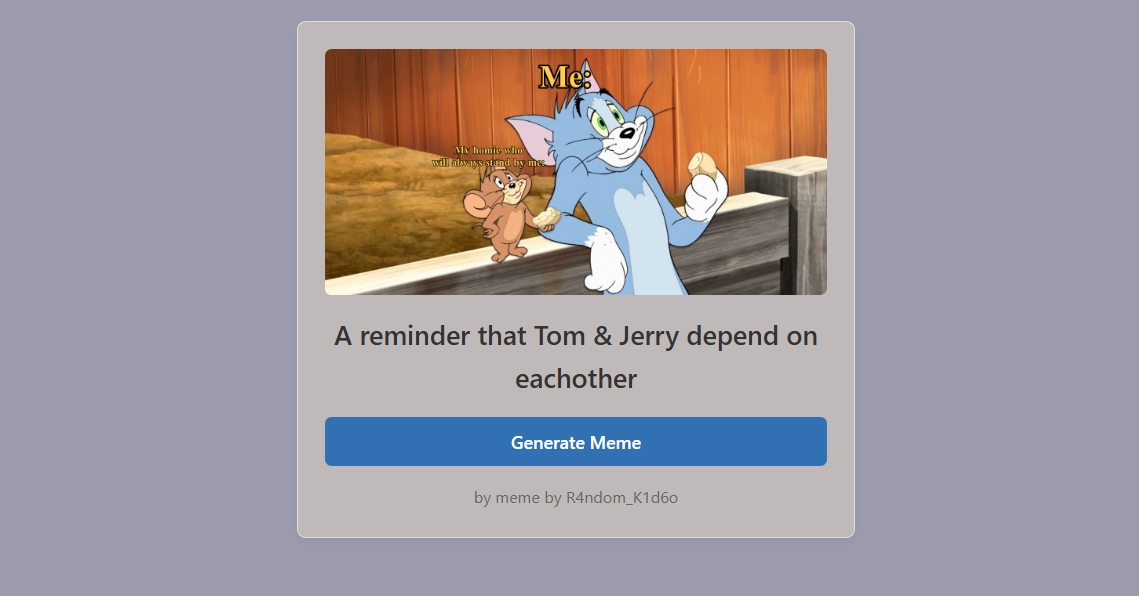 Me:
My homie who
will always stand by me:
A reminder that Tom & Jerry depend on
eachother
Generate Meme
by meme by R4ndom_K1d6o